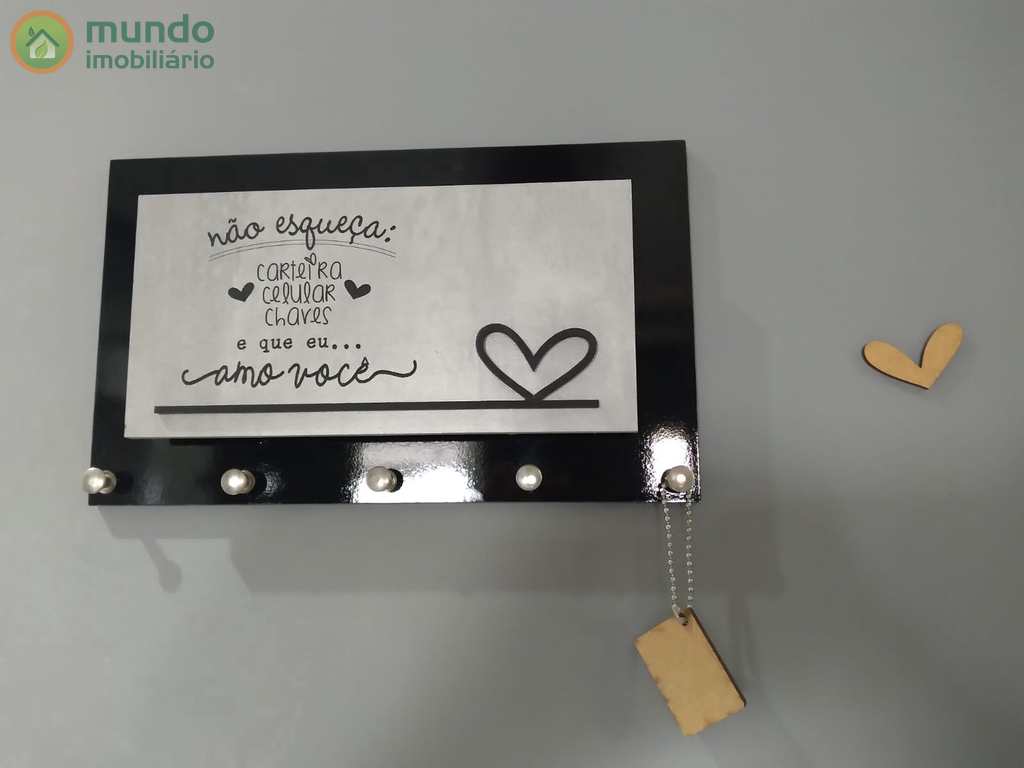 mundo
imobiliário
não esqueça:
carteira
celular
chaves
e que eu...
amo você